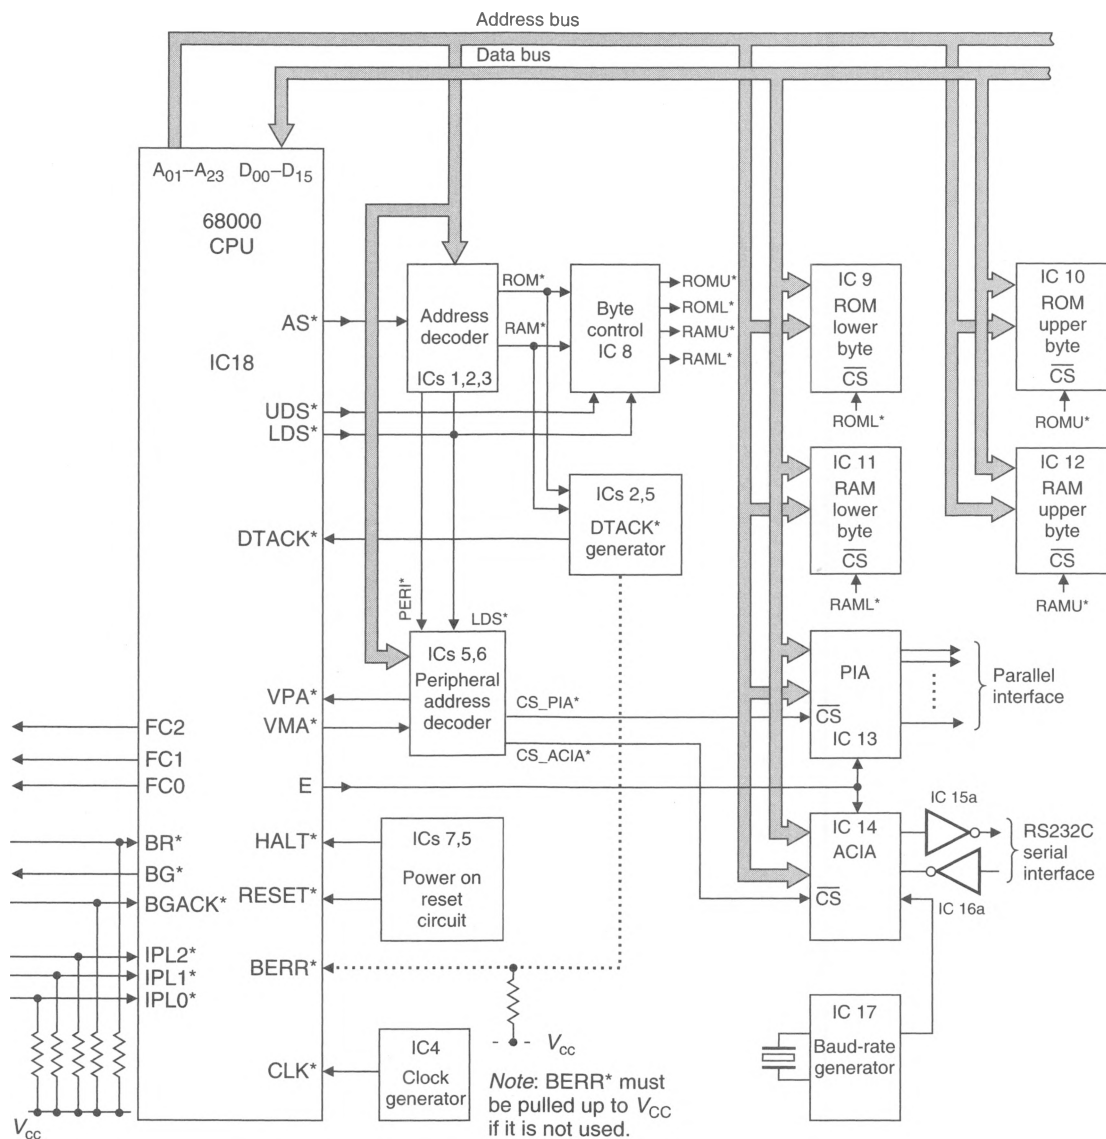 Address bus
Data bus
A01–A23 D00–D15
68000
CPU
IC18
AS*
UDS*
LDS*
DTACK*
VPA*
VMA*
E
HALT*
RESET*
BERR*
CLK*
FC2
FC1
FC0
BR*
BG*
BGACK*
IPL2*
IPL1*
IPL0*
Vcc
Address
decoder
ICs 1,2,3
ROM*
RAM*
Byte
control
IC 8
ROMU*
ROML*
RAMU*
RAML*
ICs 2,5
DTACK*
generator
PERI*
LDS*
ICs 5,6
Peripheral
address
decoder
CS_PIA*
CS_ACIA*
ICs 7,5
Power on
reset
circuit
IC4
Clock
generator
Vcc
Note: BERR* must
be pulled up to VCC
if it is not used.
IC 9
ROM
lower
byte
CS
ROML*
IC 10
ROM
upper
byte
CS
ROMU*
IC 11
RAM
lower
byte
CS
RAML*
IC 12
RAM
upper
byte
CS
RAMU*
PIA
CS
IC 13
Parallel
interface
IC 14
ACIA
CS
IC 15a
IC 16a
RS232C
serial
interface
IC 17
Baud-rate
generator